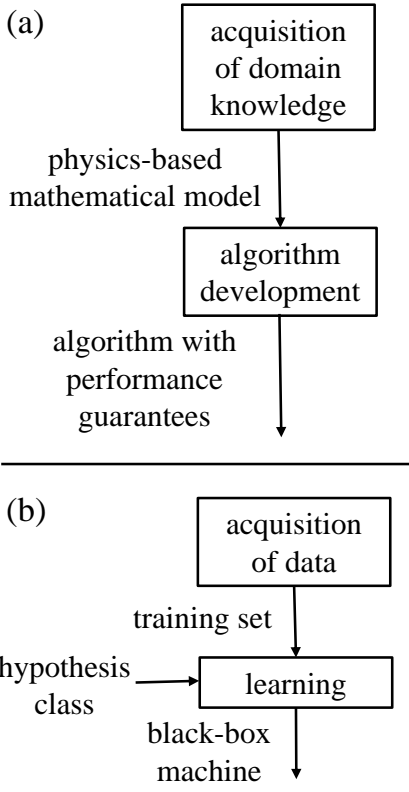 (a)
acquisition
of domain
knowledge
physics-based
mathematical model
algorithm
development
algorithm with
performance
guarantees
(b)
acquisition
of data
training set
hypothesis
class
learning
black-box
machine